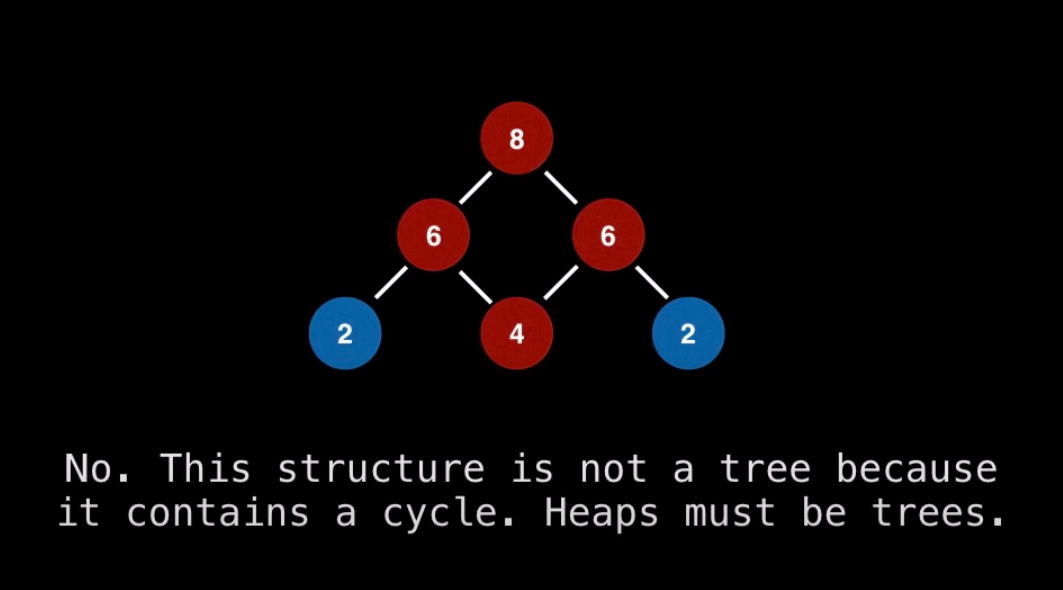 8
6 6
2 4 2
No. This structure is not a tree because
it contains a cycle. Heaps must be trees.